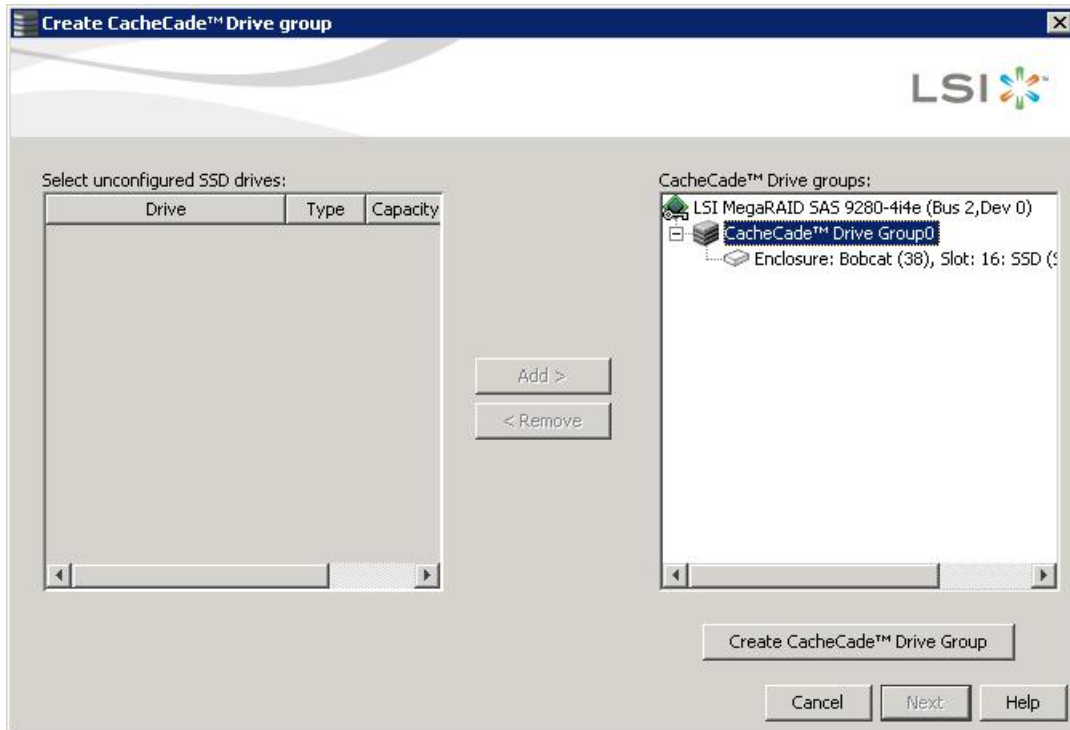 Create CacheCade™ Drive group
LSI
Select unconfigured SSD drives:
Drive Type Capacity
Add >
< Remove
CacheCade™ Drive groups:
LSI MegaRAID SAS 9280-4i4e (Bus 2,Dev 0)
CacheCade™ Drive Group0
Enclosure: Bobcat (38), Slot: 16: SSD (S
Create CacheCade™ Drive Group
Cancel Next Help